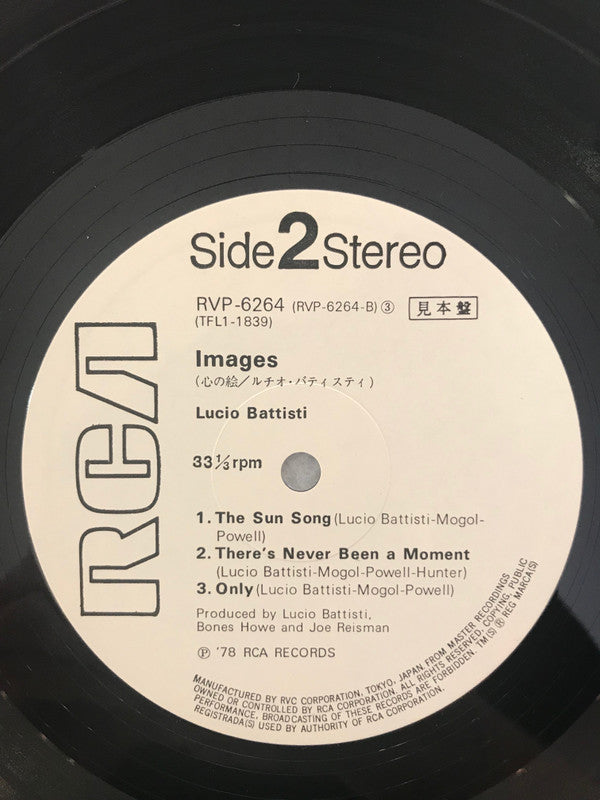 Side 2 Stereo
RVP-6264 (RVP-6264-B) ③ 見本盤
(TFL1-1839)
Images
(心の絵/ルチオ・バティスティ)
Lucio Battisti
33⅓rpm
1. The Sun Song (Lucio Battisti-Mogol-
Powell)
2. There's Never Been a Moment
(Lucio Battisti-Mogol-Powell-Hunter)
3. Only (Lucio Battisti-Mogol-Powell)
Produced by Lucio Battisti,
Bones Howe and Joe Reisman
℗ '78 RCA RECORDS
RCA
MANUFACTURED BY RVC CORPORATION, TOKYO, JAPAN, FROM MASTER RECORDINGS
OWNED OR CONTROLLED BY RCA CORPORATION. ALL RIGHTS RESERVED. COPYING, PUBLIC
PERFORMANCE, BROADCASTING OF THESE RECORDS ARE FORBIDDEN. TM(S) ® REG MARCA(S)
REGISTRADA(S) USED BY AUTHORITY OF RCA CORPORATION.